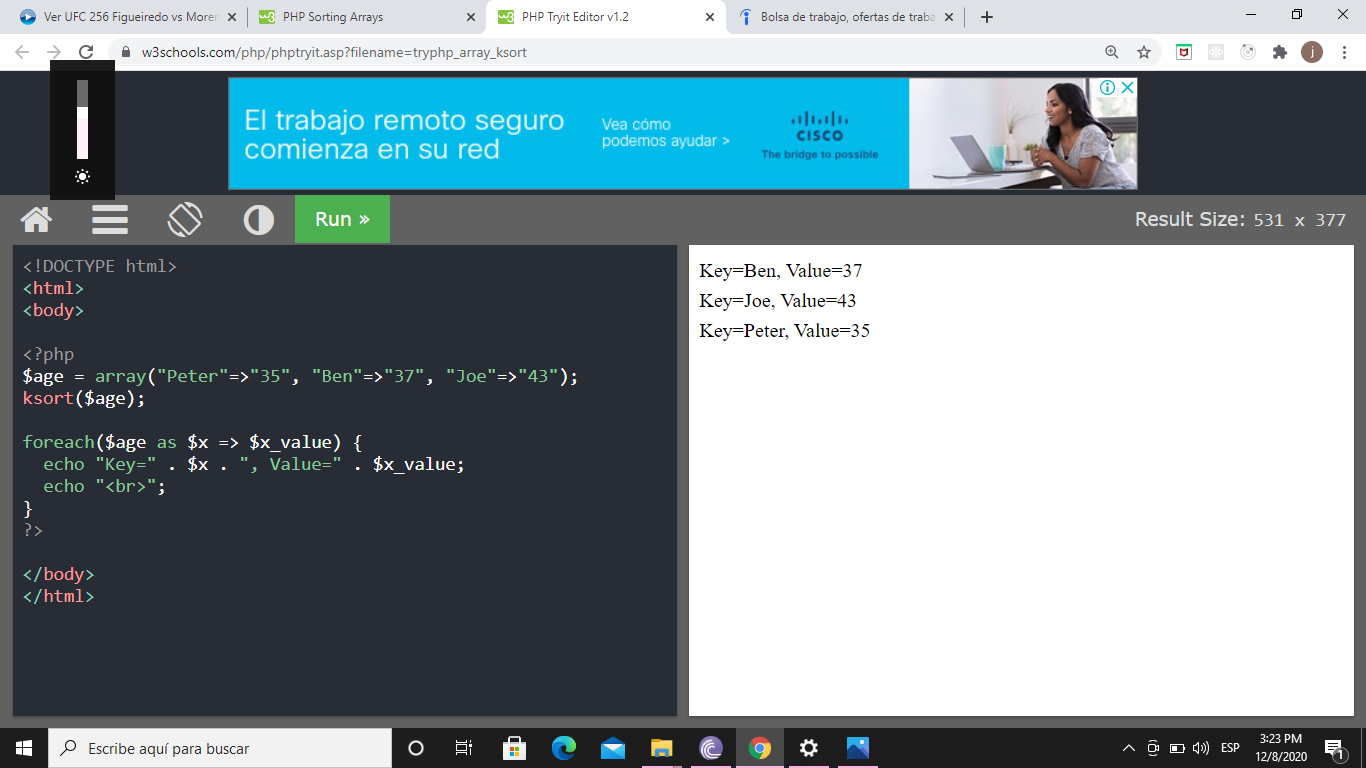 Ver UFC 256 Figueiredo vs Moren
PHP Sorting Arrays
PHP Tryit Editor v1.2
Bolsa de trabajo, ofertas de traba
w3schools.com/php/phptryit.asp?filename=tryphp_array_ksort
j
El trabajo remoto seguro
comienza en su red
Vea cómo
podemos ayudar >
CISCO
The bridge to possible
Run »
Result Size: 531 x 377
<!DOCTYPE html>
<html>
<body>
<?php
$age = array("Peter"=>"35", "Ben"=>"37", "Joe"=>"43");
ksort($age);
foreach($age as $x => $x_value) {
  echo "Key=" . $x . ", Value=" . $x_value;
  echo "<br>";
}
?>
</body>
</html>
Key=Ben, Value=37
Key=Joe, Value=43
Key=Peter, Value=35
Escribe aquí para buscar
ESP
3:23 PM
12/8/2020
1